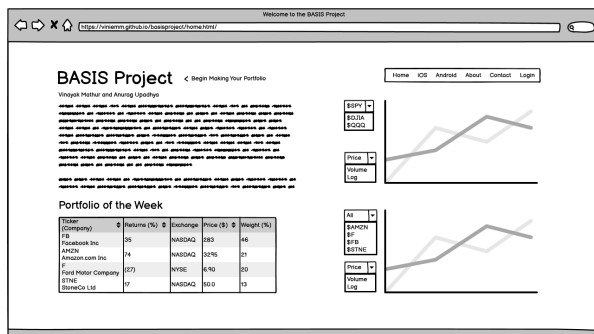 Welcome to the BASIS Project
https://viniemm.github.io/basisproject/home.html/
BASIS Project
Begin Making Your Portfolio
Home iOS Android About Contact Login
Vinayak Mathur and Anurag Upadhya
Portfolio of the Week
Ticker (Company) Returns (%) Exchange Price ($) Weight (%)
FB
Facebook Inc 35 NASDAQ 283 46
AMZN
Amazon.com Inc 74 NASDAQ 3295 21
F
Ford Motor Company (27) NYSE 6.90 20
STNE
StoneCo Ltd 17 NASDAQ 50.0 13
$SPY
$DJIA
$QQQ
Price
Volume
Log
All
$AMZN
$F
$FB
$STNE
Price
Volume
Log